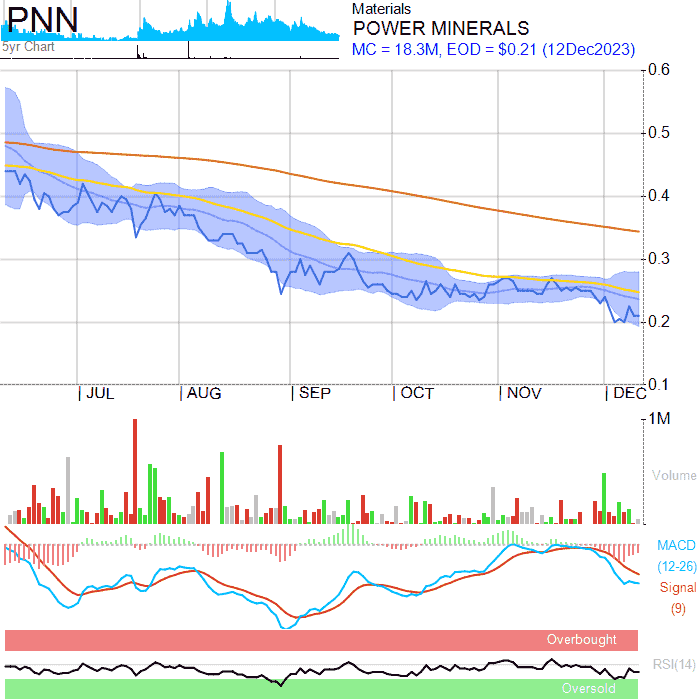 PNN
5yr Chart
Materials
POWER MINERALS
MC = 18.3M, EOD = $0.21 (12Dec2023)
0.6
0.5
0.4
0.3
0.2
0.1
JUL AUG SEP OCT NOV DEC
1M
Volume
MACD
(12-26)
Signal
(9)
Overbought
RSI(14)
Oversold